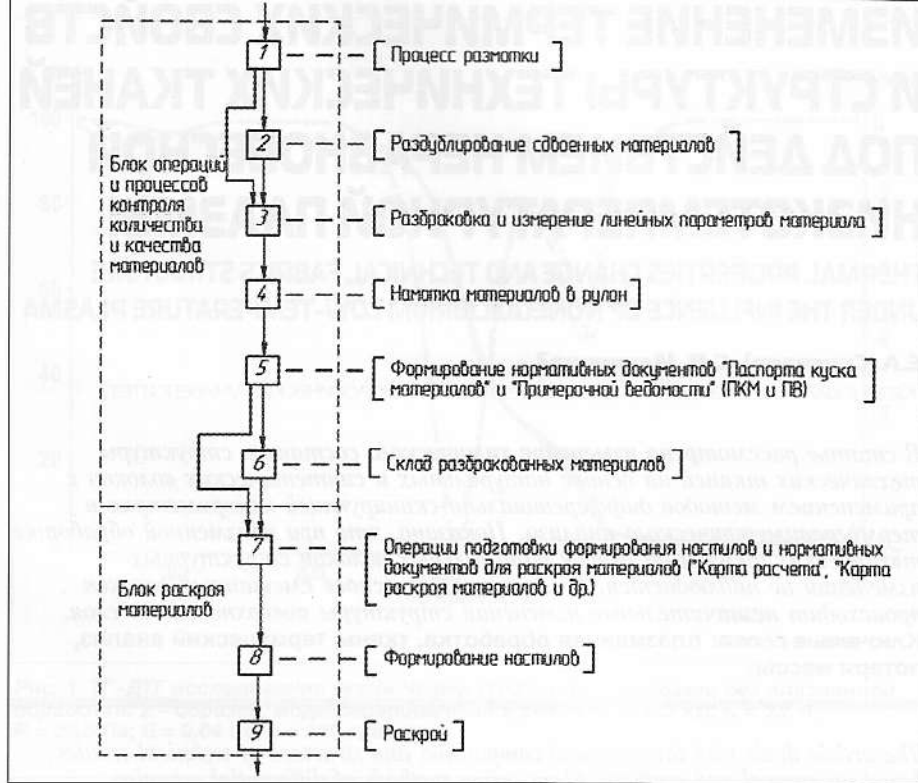 1
Процесс размотки
2
Раздублирование сдвоенных материалов
Блок операций
и процессов
контроля
количества
и качества
материалов
3
Разбраковка и измерение линейных параметров материала
4
Намотка материалов в рулон
5
Формирование нормативных документов "Паспорта куска
материалов" и "Примерочной ведомости" (ПКМ и ПВ)
6
Склад разбракованных материалов
7
Операции подготовки формирования настилов и нормативных
документов для раскроя материалов ("Карта расчета", "Карта
раскроя материалов и др.)
Блок раскроя
материалов
8
Формирование настилов
9
Раскрой